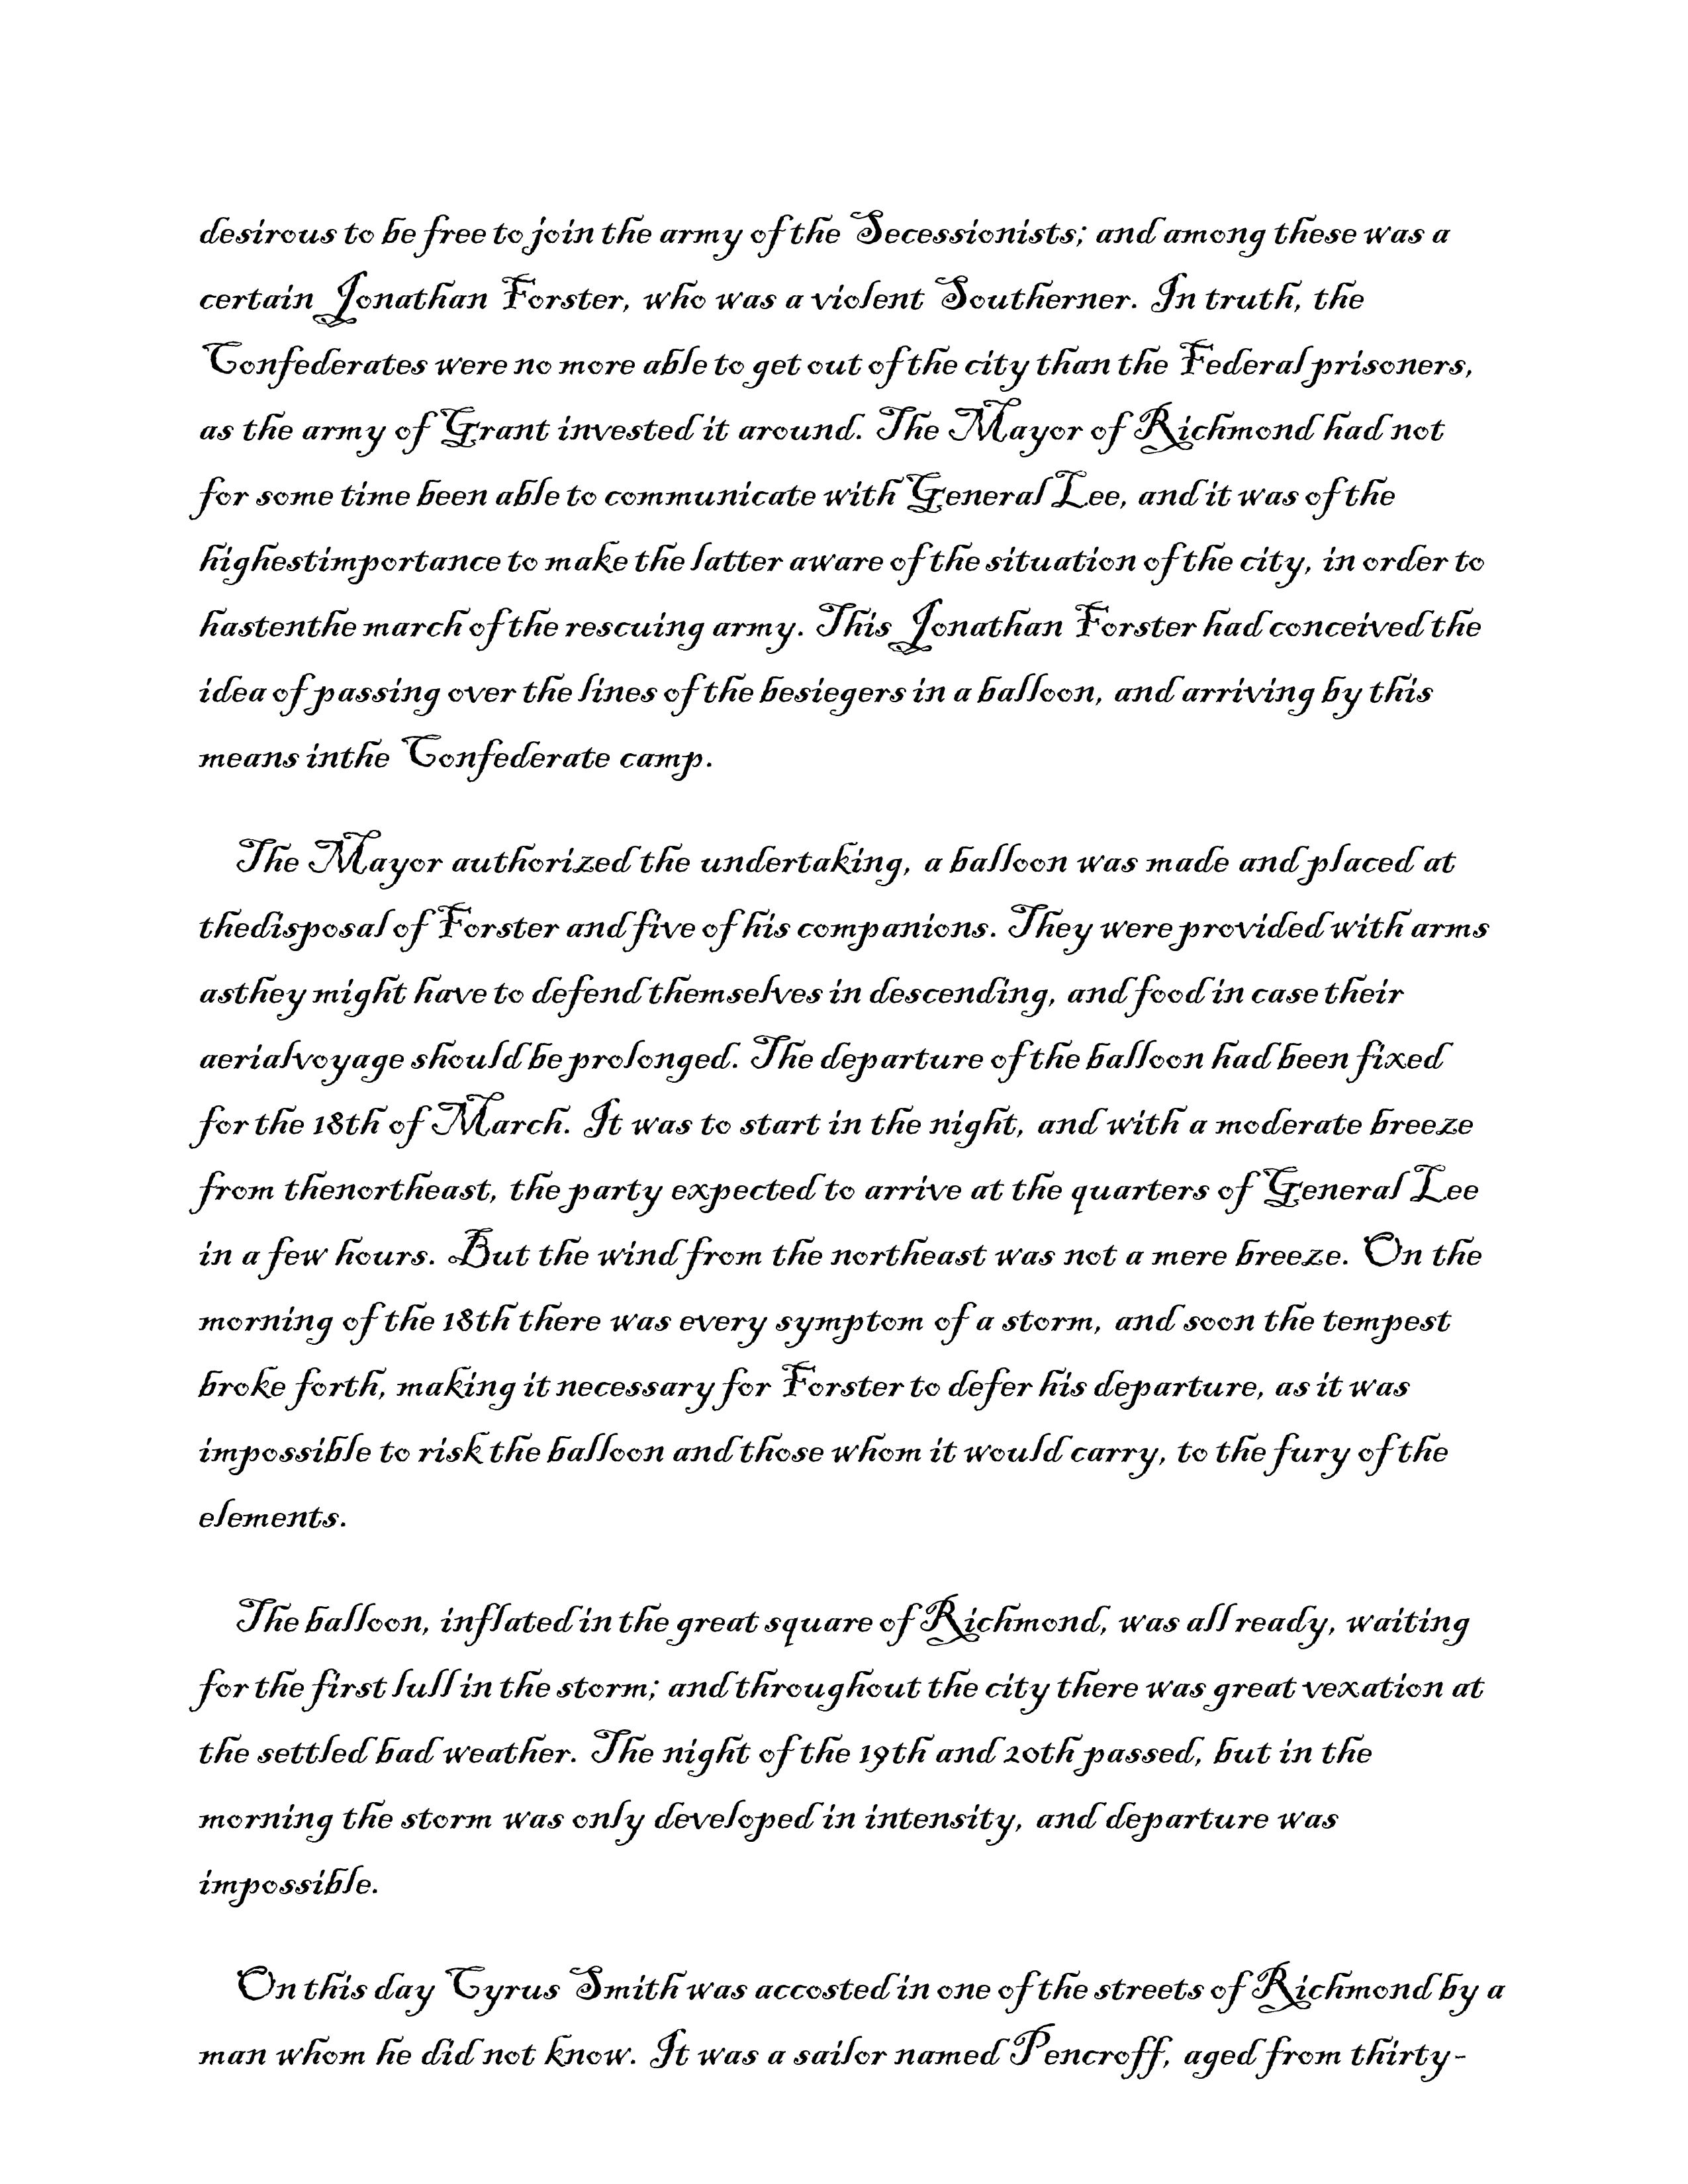 desirous to be free to join the army of the Secessionists; and among these was a
certain Jonathan Forster, who was a violent Southerner. In truth, the
Confederates were no more able to get out of the city than the Federal prisoners,
as the army of Grant invested it around. The Mayor of Richmond had not
for some time been able to communicate with General Lee, and it was of the
highestimportance to make the latter aware of the situation of the city, in order to
hastenthe march of the rescuing army. This Jonathan Forster had conceived the
idea of passing over the lines of the besiegers in a balloon, and arriving by this
means inthe Confederate camp.
The Mayor authorized the undertaking, a balloon was made and placed at
thedisposal of Forster and five of his companions. They were provided with arms
asthey might have to defend themselves in descending, and food in case their
aerialvoyage should be prolonged. The departure of the balloon had been fixed
for the 18th of March. It was to start in the night, and with a moderate breeze
from thenortheast, the party expected to arrive at the quarters of General Lee
in a few hours. But the wind from the northeast was not a mere breeze. On the
morning of the 18th there was every symptom of a storm, and soon the tempest
broke forth, making it necessary for Forster to defer his departure, as it was
impossible to risk the balloon and those whom it would carry, to the fury of the
elements.
The balloon, inflated in the great square of Richmond, was all ready, waiting
for the first lull in the storm; and throughout the city there was great vexation at
the settled bad weather. The night of the 19th and 20th passed, but in the
morning the storm was only developed in intensity, and departure was
impossible.
On this day Cyrus Smith was accosted in one of the streets of Richmond by a
man whom he did not know. It was a sailor named Pencroff, aged from thirty-